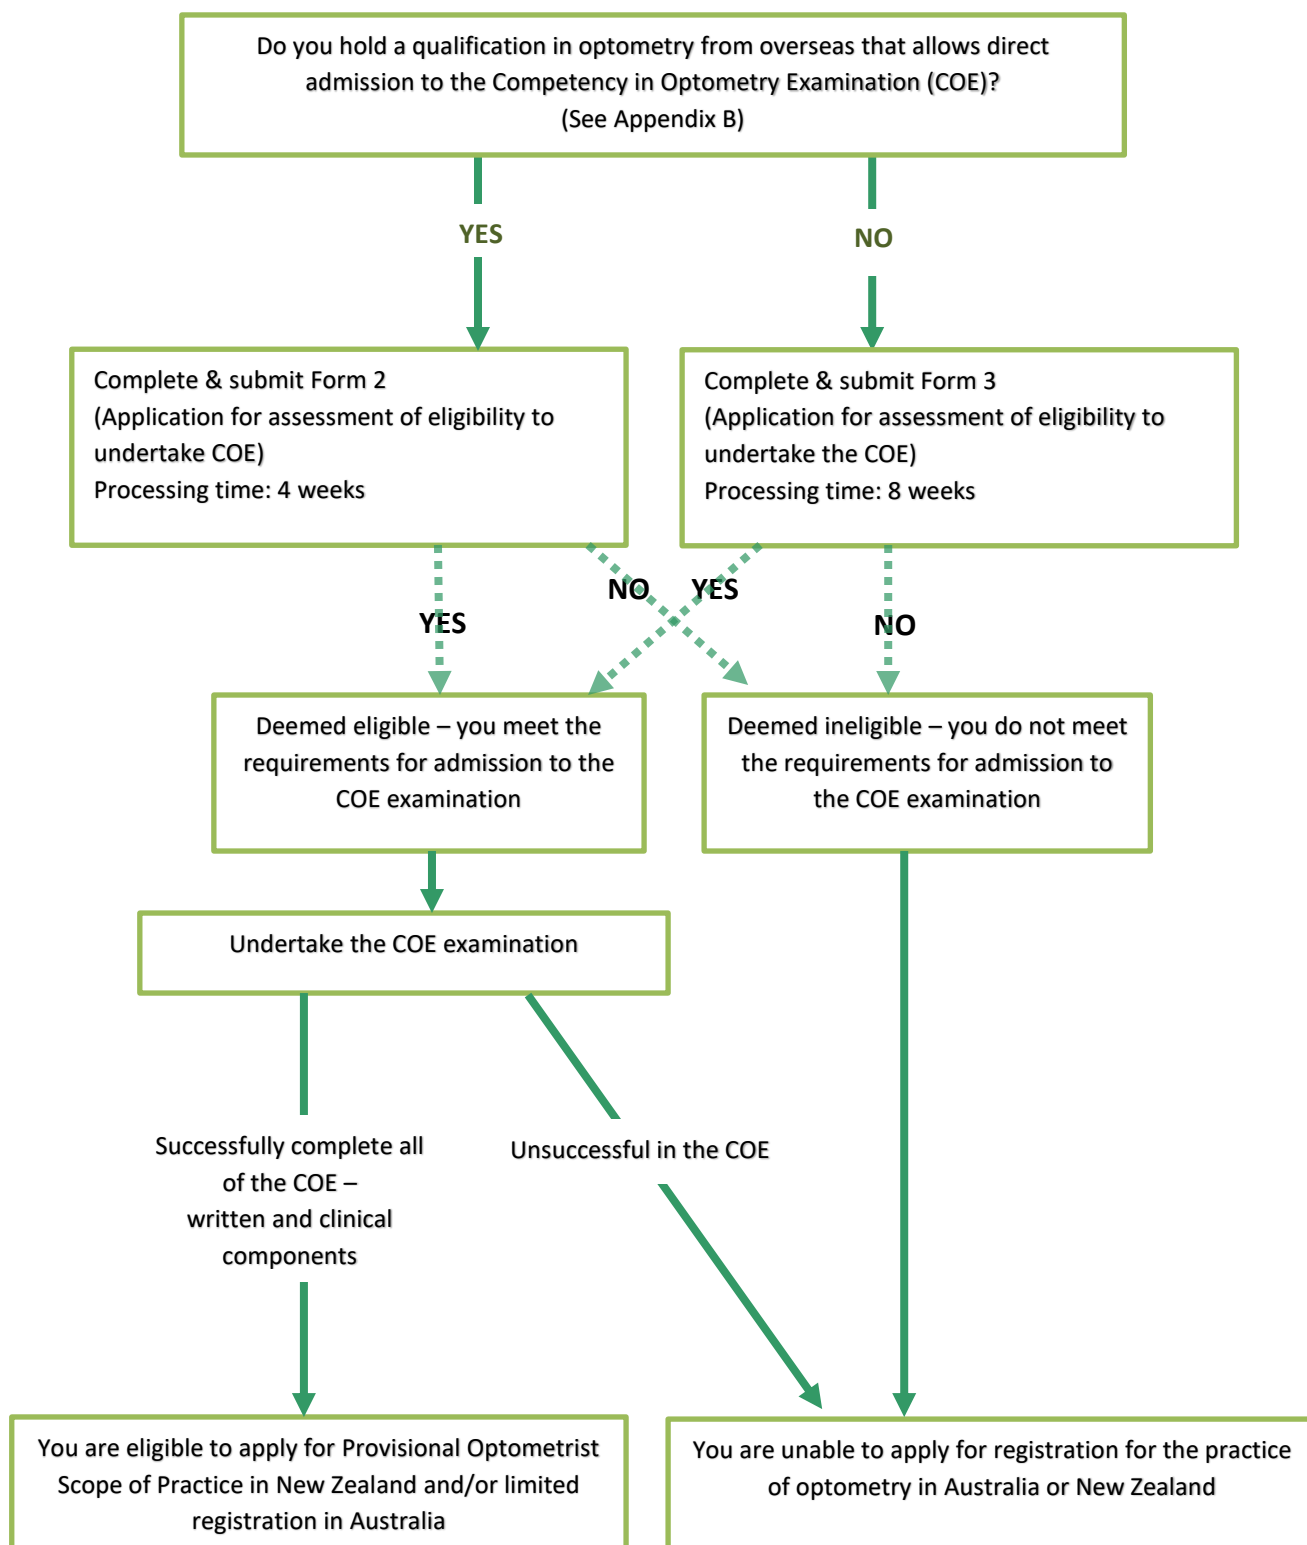 Do you hold a qualification in optometry from overseas that allows direct
admission to the Competency in Optometry Examination (COE)?
(See Appendix B)
YES
NO
Complete & submit Form 2
(Application for assessment of eligibility to
undertake COE)
Processing time: 4 weeks
Complete & submit Form 3
(Application for assessment of eligibility to
undertake the COE)
Processing time: 8 weeks
NO
YES
YES
NO
Deemed eligible – you meet the
requirements for admission to the
COE examination
Deemed ineligible – you do not meet
the requirements for admission to
the COE examination
Undertake the COE examination
Successfully complete all
of the COE –
written and clinical
components
Unsuccessful in the COE
You are eligible to apply for Provisional Optometrist
Scope of Practice in New Zealand and/or limited
registration in Australia
You are unable to apply for registration for the practice
of optometry in Australia or New Zealand